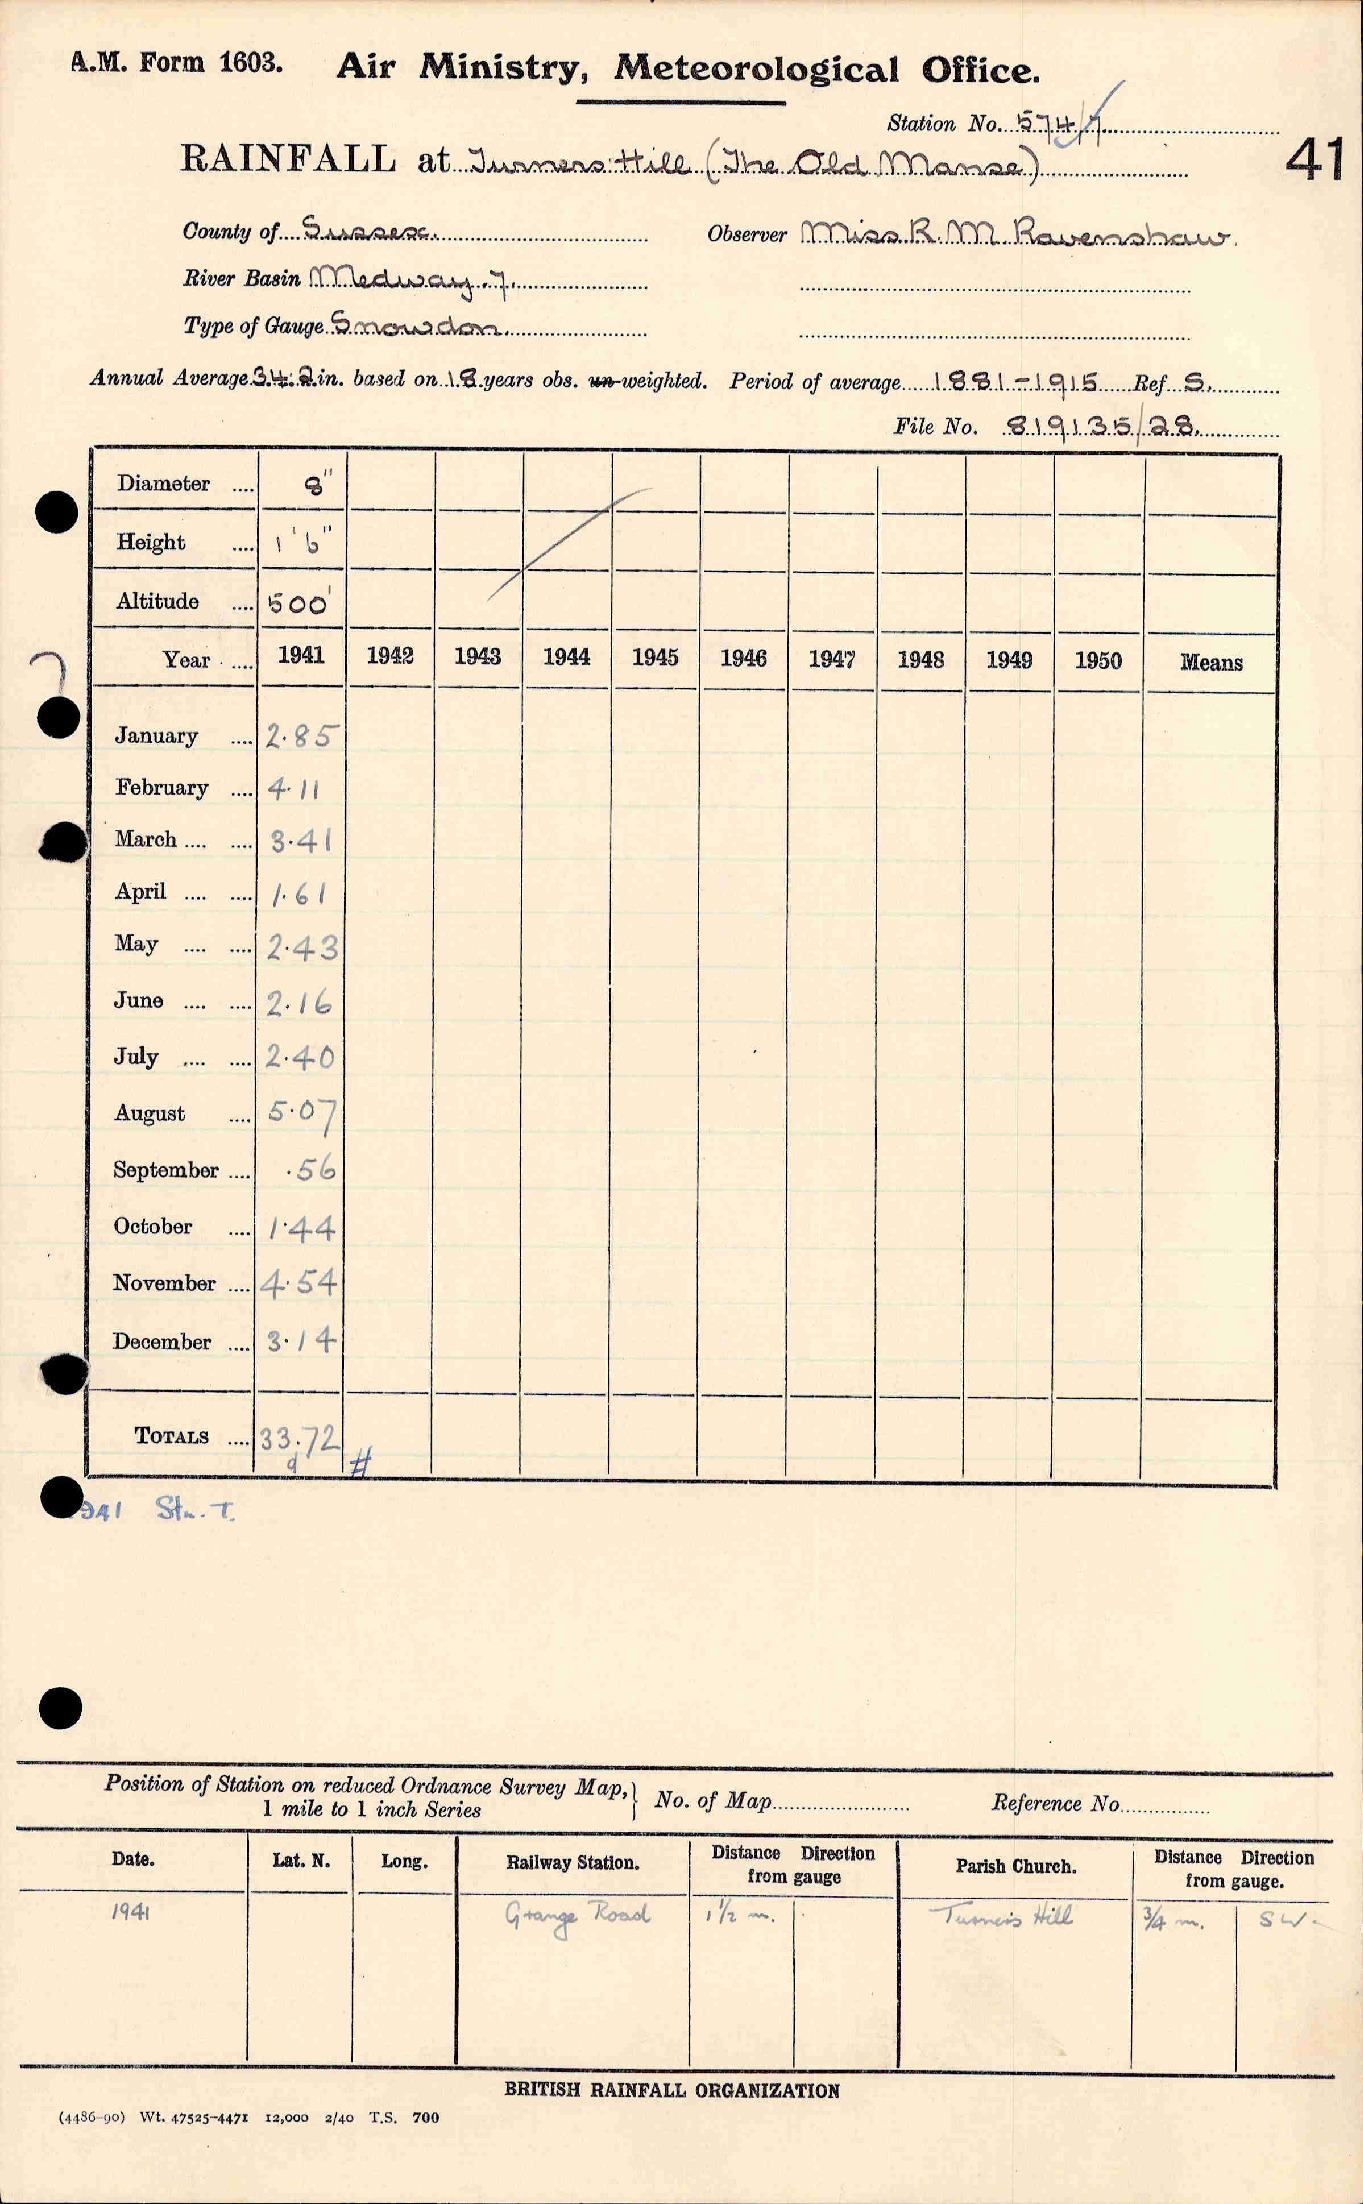 A.M. Form 1603. Air Ministry, Meteorological Office.
Station No. 574/7
41
RAINFALL at Turners Hill (The Old Manse)
County of Sussex. Observer Miss R. M. Ravenshaw.
River Basin Medway. 7.
Type of Gauge Snowdon.
Annual Average 34.2 in. based on 18 years obs. un-weighted. Period of average 1881-1915 Ref S.
File No. 819135/28.
Diameter .... 8"
Height .... 1'6"
Altitude .... 500'
Year .... 1941 1942 1943 1944 1945 1946 1947 1948 1949 1950 Means
January .... 2.85
February .... 4.11
March .... .... 3.41
April .... .... 1.61
May .... .... 2.43
June .... .... 2.16
July .... .... 2.40
August .... 5.07
September .... .56
October .... 1.44
November .... 4.54
December .... 3.14
TOTALS .... 33.72
d #
1941 Stn. T.
Position of Station on reduced Ordnance Survey Map, } No. of Map Reference No.
1 mile to 1 inch Series
Date. Lat. N. Long. Railway Station. Distance Direction from gauge Parish Church. Distance Direction from gauge.
1941 Grange Road 1½ m. Turners Hill ¾ m. SW.
BRITISH RAINFALL ORGANIZATION
(4486-90) Wt. 47525-4471 12,000 2/40 T.S. 700